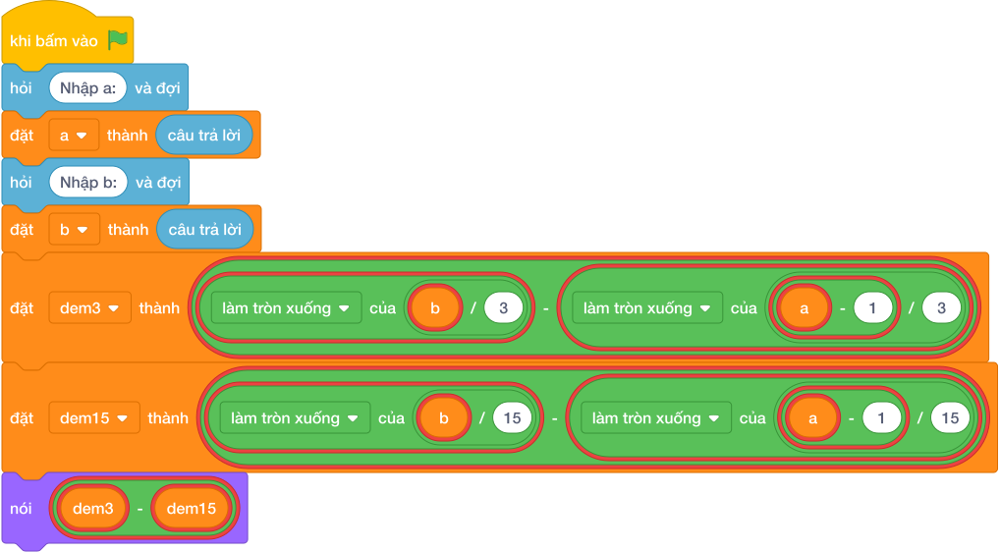 khi bấm vào
hỏi Nhập a: và đợi
đặt a thành câu trả lời
hỏi Nhập b: và đợi
đặt b thành câu trả lời
đặt dem3 thành làm tròn xuống của b / 3 - làm tròn xuống của a - 1 / 3
đặt dem15 thành làm tròn xuống của b / 15 - làm tròn xuống của a - 1 / 15
nói dem3 - dem15